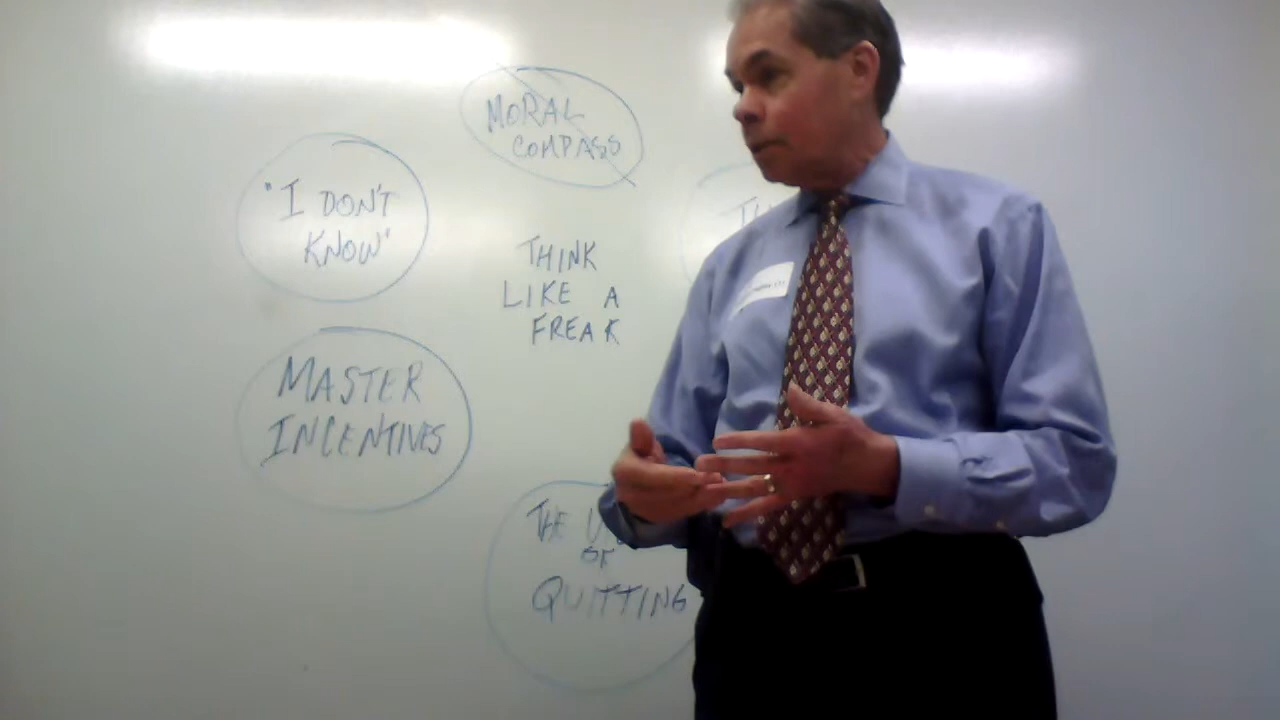 MORAL
COMPASS
"I DON'T
KNOW"
THINK
LIKE A
FREAK
MASTER
INCENTIVES
THE
OF
QUITTING